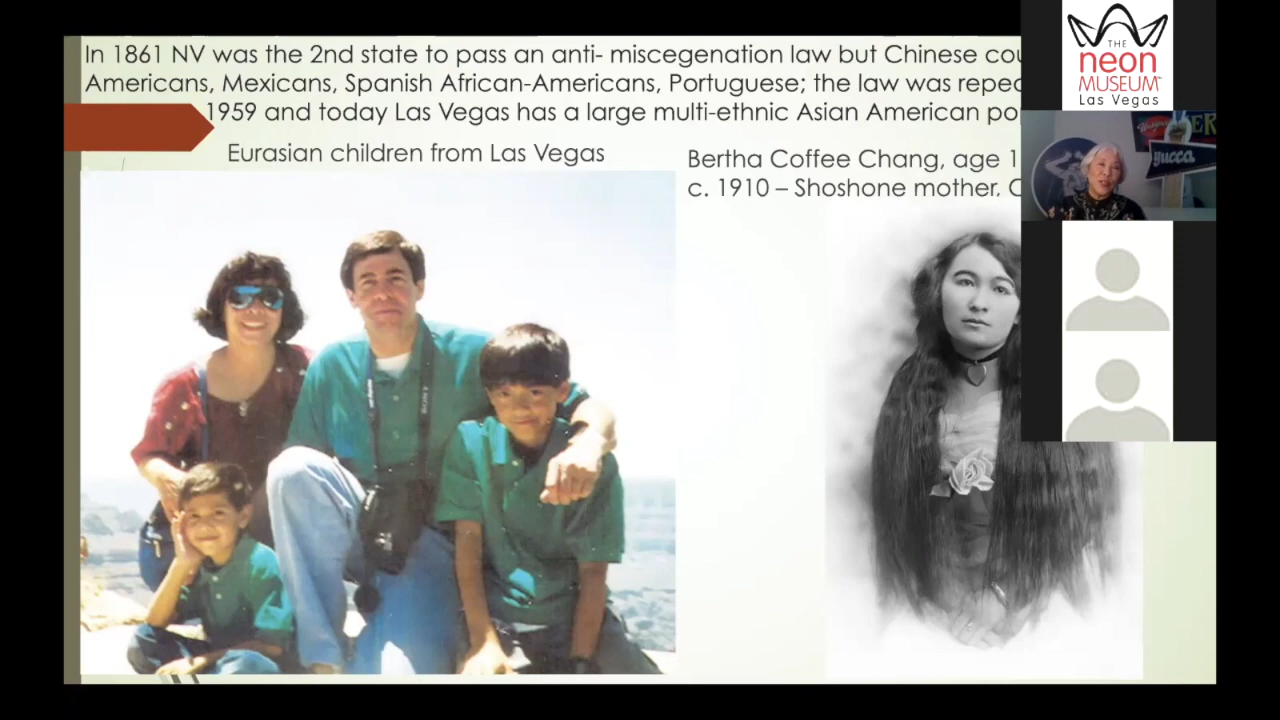 In 1861 NV was the 2nd state to pass an anti- miscegenation law but Chinese cou
Americans, Mexicans, Spanish African-Americans, Portuguese; the law was repea
1959 and today Las Vegas has a large multi-ethnic Asian American po
Eurasian children from Las Vegas
Bertha Coffee Chang, age 1
c. 1910 – Shoshone mother,
THE
neon
MUSEUM
Las Vegas
yucca
SONY